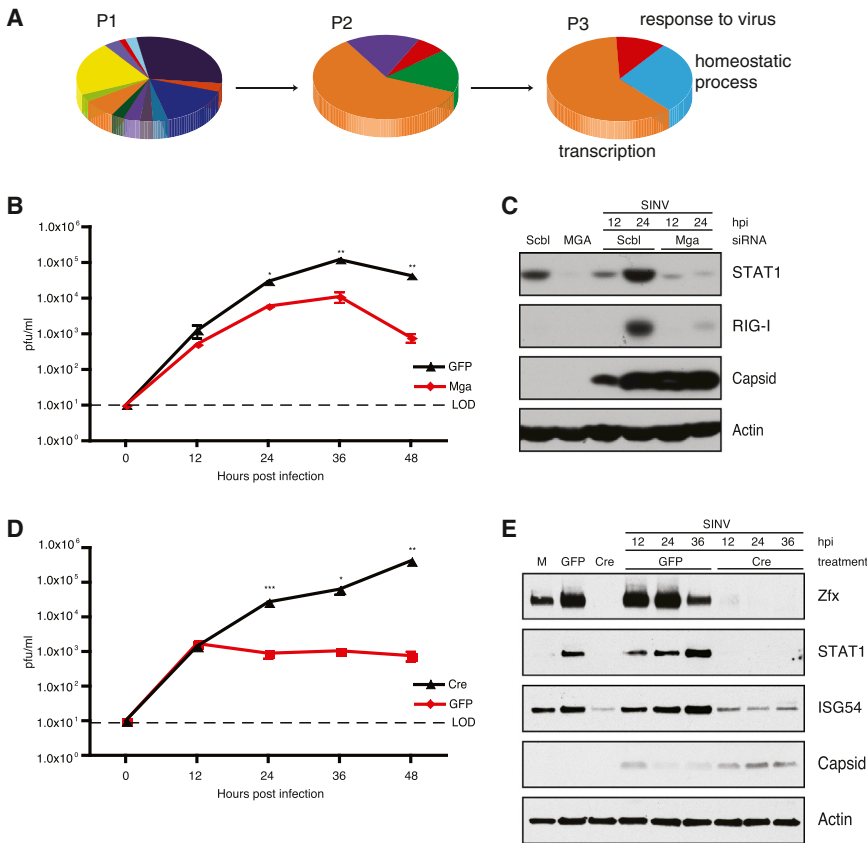 A
P1
P2
P3
response to virus
homeostatic
process
transcription
B
1.0x10⁶
1.0x10⁵
1.0x10⁴
1.0x10³
1.0x10²
1.0x10¹
1.0x10⁰
pfu/ml
* ** **
GFP
Mga
LOD
0 12 24 36 48
Hours post infection
C
SINV
12 24 12 24 hpi
Scbl MGA Scbl Mga siRNA
STAT1
RIG-I
Capsid
Actin
D
1.0x10⁶
1.0x10⁵
1.0x10⁴
1.0x10³
1.0x10²
1.0x10¹
1.0x10⁰
pfu/ml
*** * **
Cre
GFP
LOD
0 12 24 36 48
Hours post infection
E
SINV
12 24 36 12 24 36 hpi
M GFP Cre GFP Cre treatment
Zfx
STAT1
ISG54
Capsid
Actin